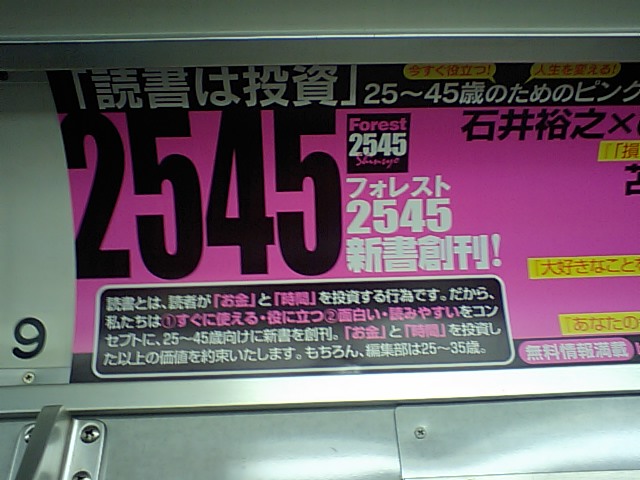 今すぐ役立つ! 人生を変える!
「読書は投資」25〜45歳のためのピンク
2545
Forest
2545
Shinsyo
フォレスト
2545
新書創刊!
石井裕之×
「「損
「大好きなことを
「あなたの
読書とは、読者が『お金』と『時間』を投資する行為です。だから、
私たちは①すぐに使える・役に立つ②面白い・読みやすいをコン
セプトに、25〜45歳向けに新書を創刊。『お金』と『時間』を投資し
た以上の価値を約束いたします。もちろん、編集部は25〜35歳。
無料情報満載
9